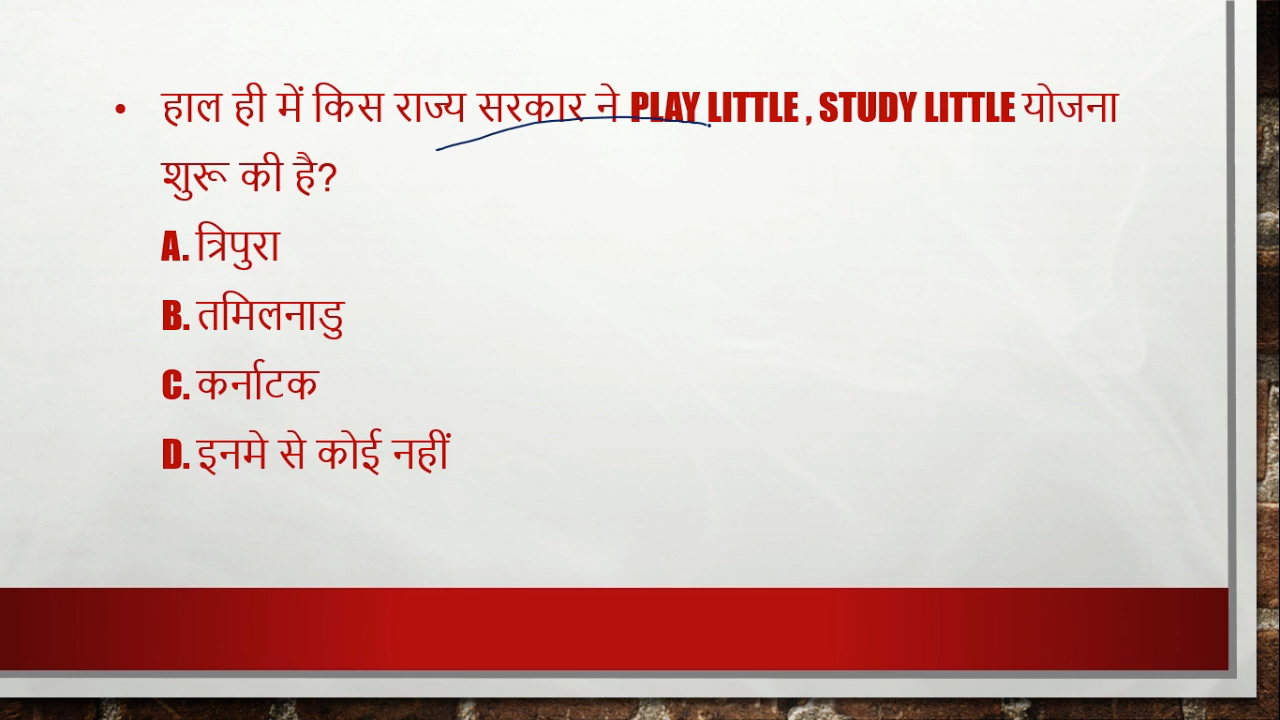 • हाल ही में किस राज्य सरकार ने PLAY LITTLE , STUDY LITTLE योजना
शुरू की है?
A. त्रिपुरा
B. तमिलनाडु
C. कर्नाटक
D. इनमे से कोई नहीं